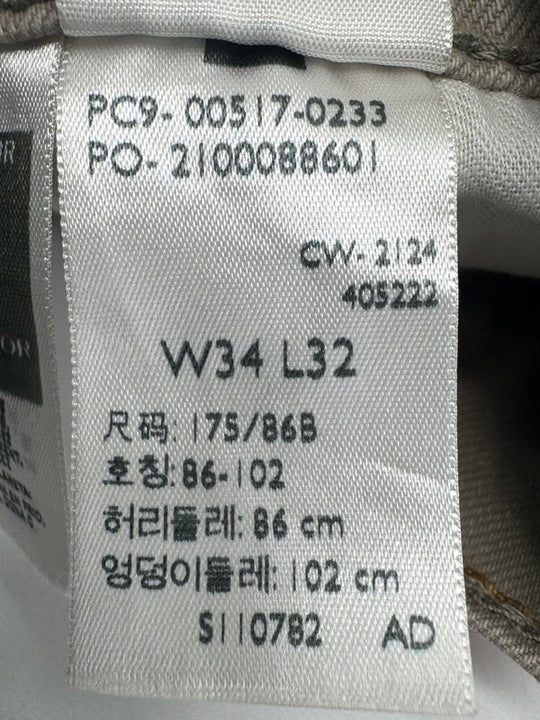 PC9- 00517-0233
PO- 2100088601
CW- 2124
405222
W34 L32
尺码: 175/86B
호칭: 86-102
허리둘레: 86 cm
엉덩이둘레: 102 cm
S110782 AD